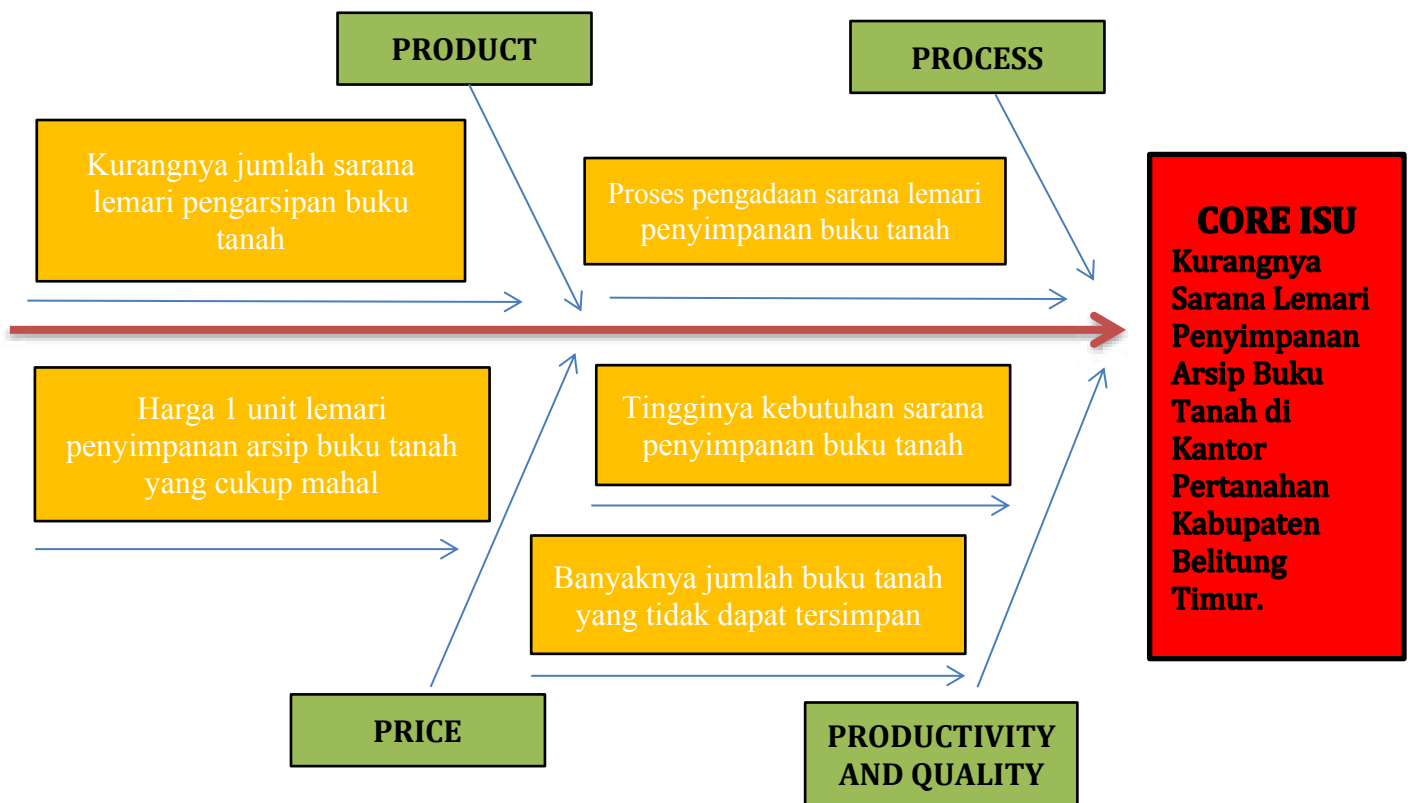 PRODUCT
PROCESS
Kurangnya jumlah sarana
lemari pengarsipan buku
tanah
Proses pengadaan sarana lemari
penyimpanan buku tanah
CORE ISU
Kurangnya
Sarana Lemari
Penyimpanan
Arsip Buku
Tanah di
Kantor
Pertanahan
Kabupaten
Belitung
Timur.
Harga 1 unit lemari
penyimpanan arsip buku tanah
yang cukup mahal
Tingginya kebutuhan sarana
penyimpanan buku tanah
Banyaknya jumlah buku tanah
yang tidak dapat tersimpan
PRICE
PRODUCTIVITY
AND QUALITY